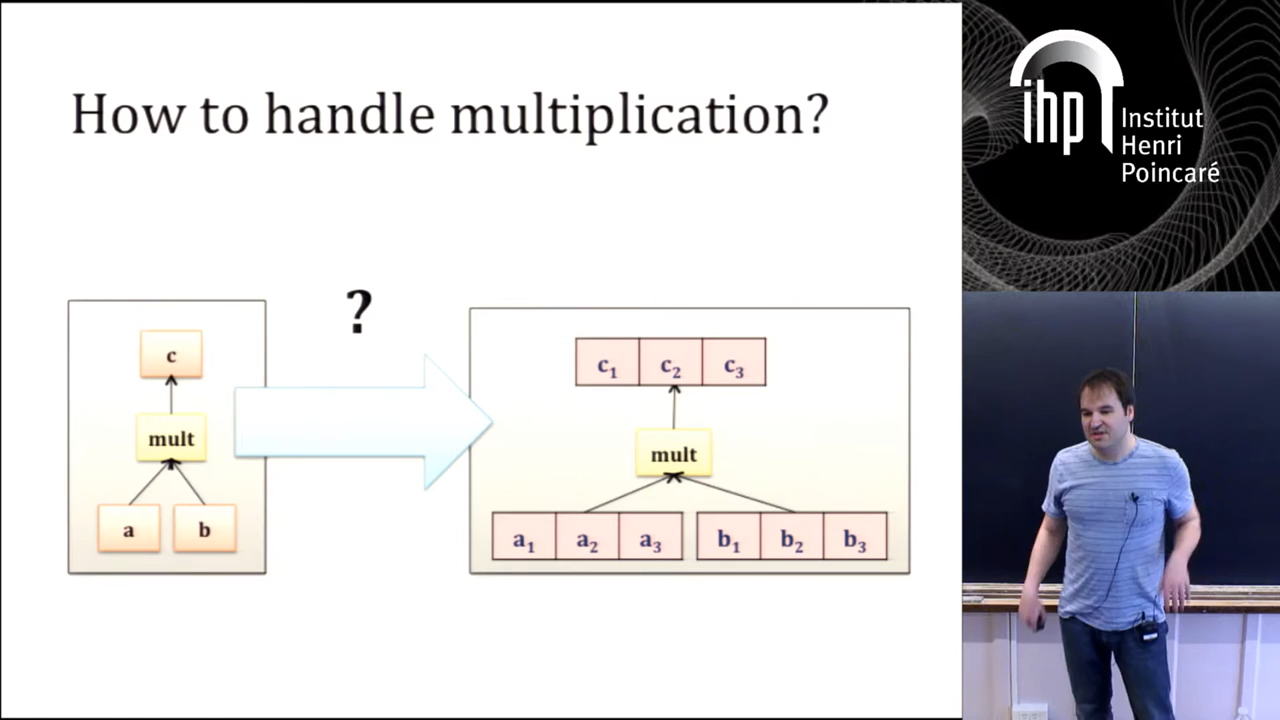 How to handle multiplication?
?
c
mult
a b
c₁ c₂ c₃
mult
a₁ a₂ a₃ b₁ b₂ b₃
ihp
Institut
Henri
Poincaré